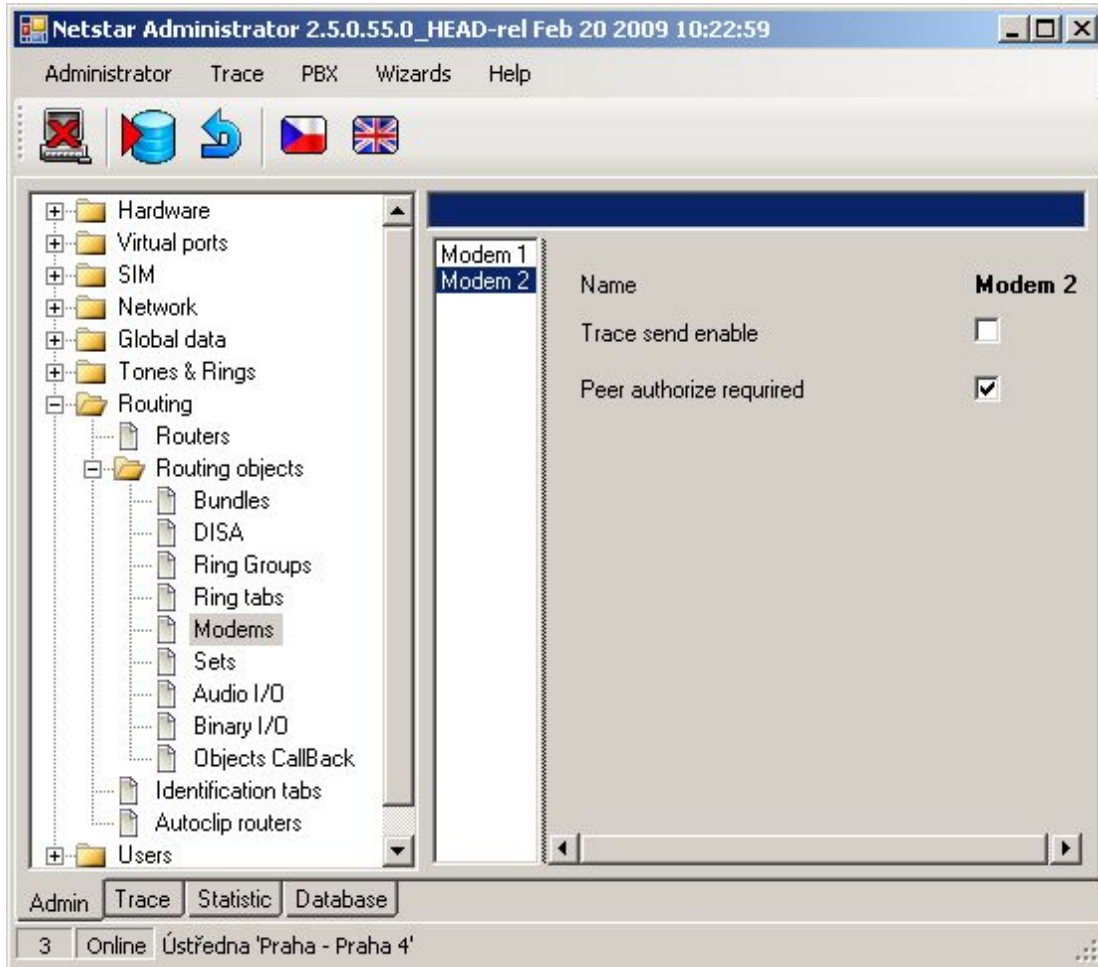 Netstar Administrator 2.5.0.55.0_HEAD-rel Feb 20 2009 10:22:59
Administrator Trace PBX Wizards Help
Hardware
Virtual ports
SIM
Network
Global data
Tones & Rings
Routing
Routers
Routing objects
Bundles
DISA
Ring Groups
Ring tabs
Modems
Sets
Audio I/O
Binary I/O
Objects CallBack
Identification tabs
Autoclip routers
Users
Modem 1
Modem 2
Name Modem 2
Trace send enable
Peer authorize requrired
Admin Trace Statistic Database
3 Online Ústředna 'Praha - Praha 4'